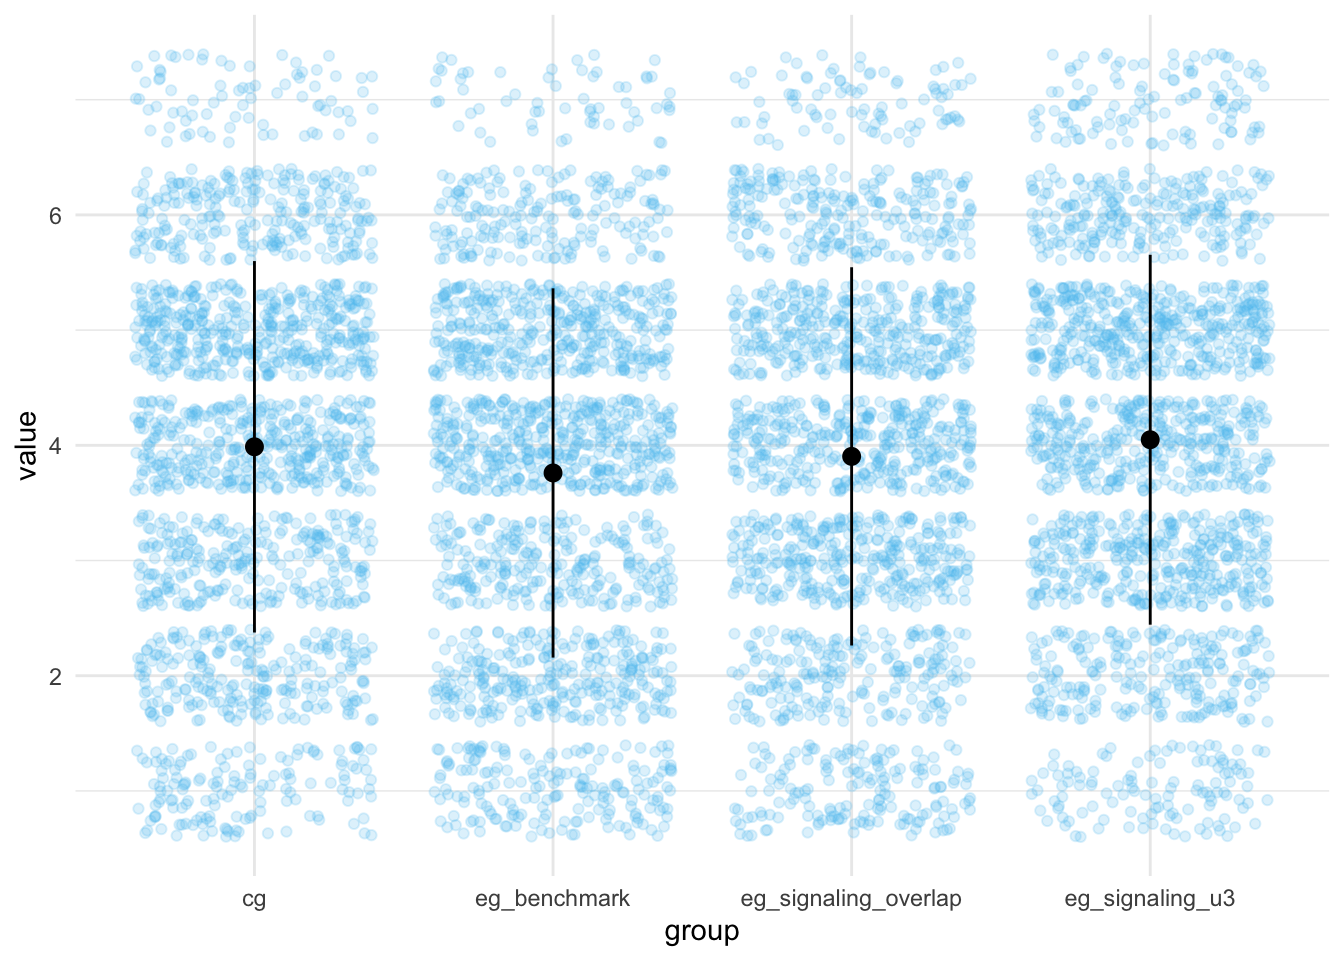 value
6
4
2
cg
eg_benchmark
eg_signaling_overlap
eg_signaling_u3
group